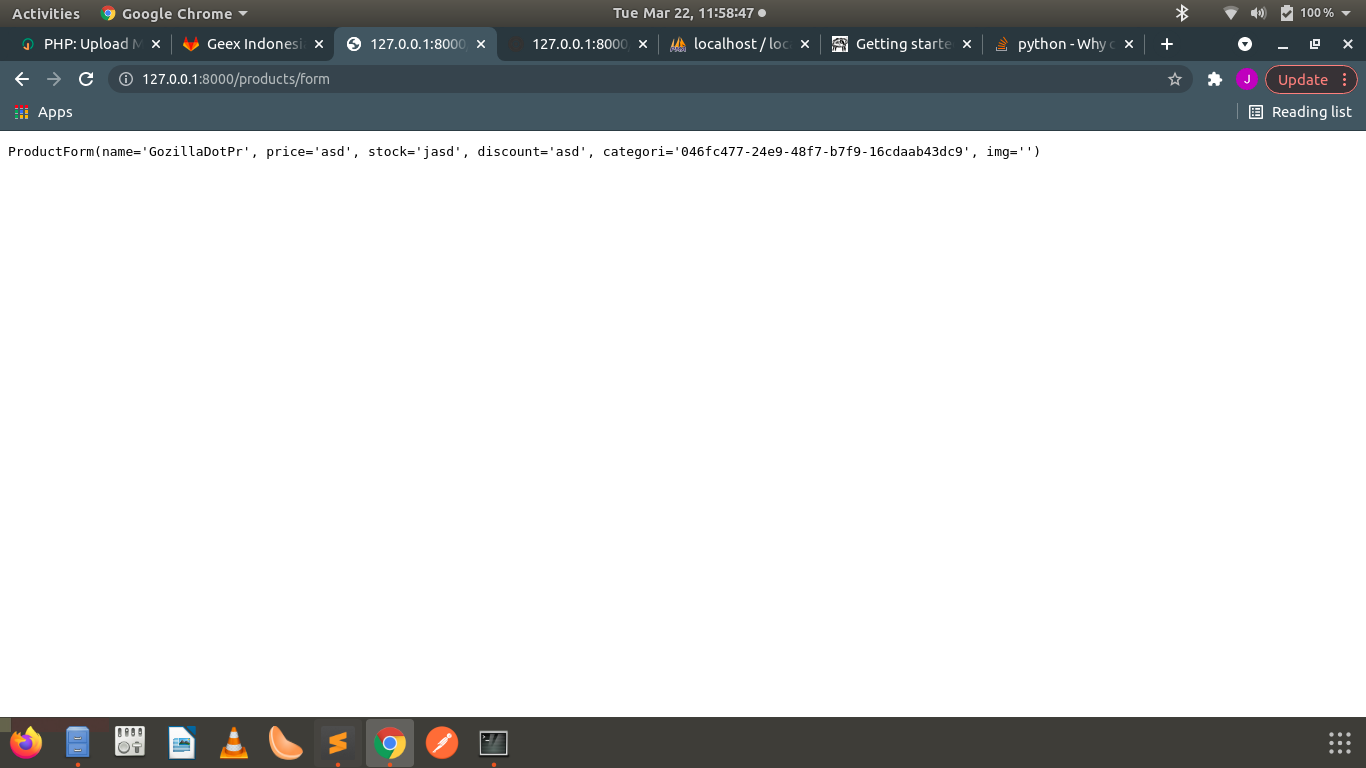 Activities
Google Chrome
Tue Mar 22, 11:58:47
100 %
PHP: Upload M
Geex Indonesi
127.0.0.1:8000
127.0.0.1:8000
localhost / loc
Getting starte
python - Why
127.0.0.1:8000/products/form
J
Update
Apps
Reading list
ProductForm(name='GozillaDotPr', price='asd', stock='jasd', discount='asd', categori='046fc477-24e9-48f7-b7f9-16cdaab43dc9', img='')